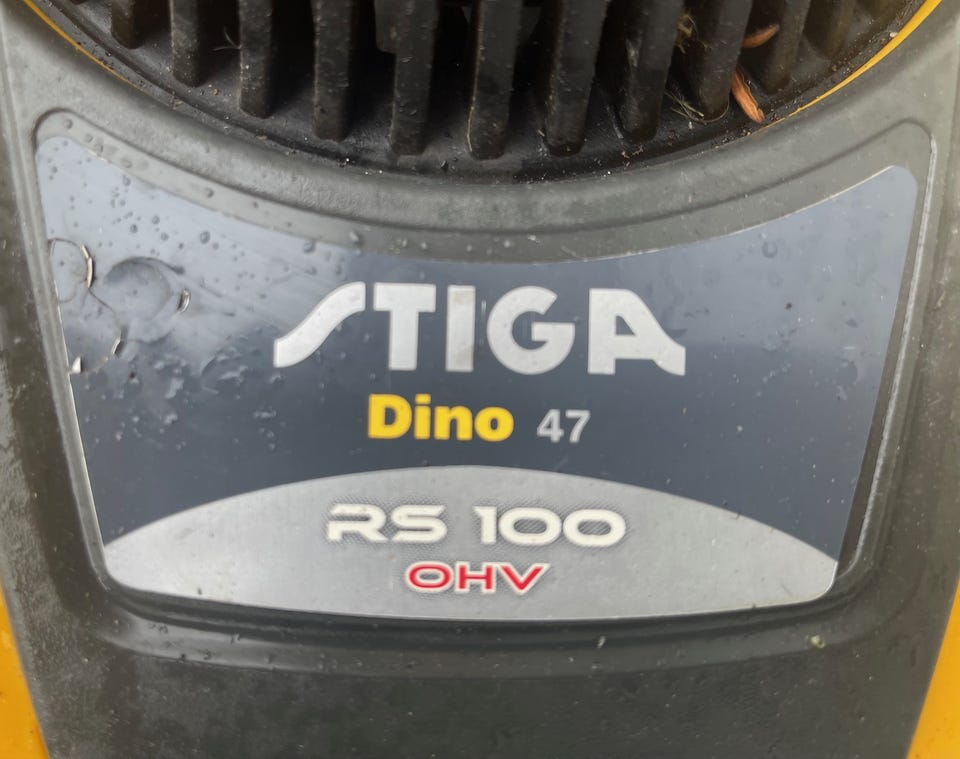 STIGA
Dino 47
RS 100
OHV